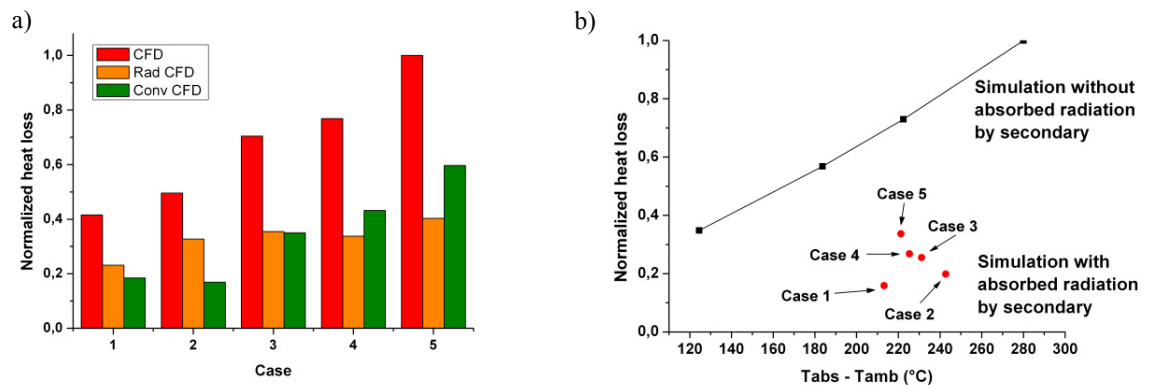 a)
Normalized heat loss
1,0
0,8
0,6
0,4
0,2
0,0
CFD
Rad CFD
Conv CFD
1 2 3 4 5
Case
b)
Normalized heat loss
1,0
0,8
0,6
0,4
0,2
0,0
Simulation without
absorbed radiation
by secondary
Case 5
Case 3
Case 4
Case 1
Case 2
Simulation with
absorbed radiation
by secondary
120 140 160 180 200 220 240 260 280 300
Tabs - Tamb (°C)